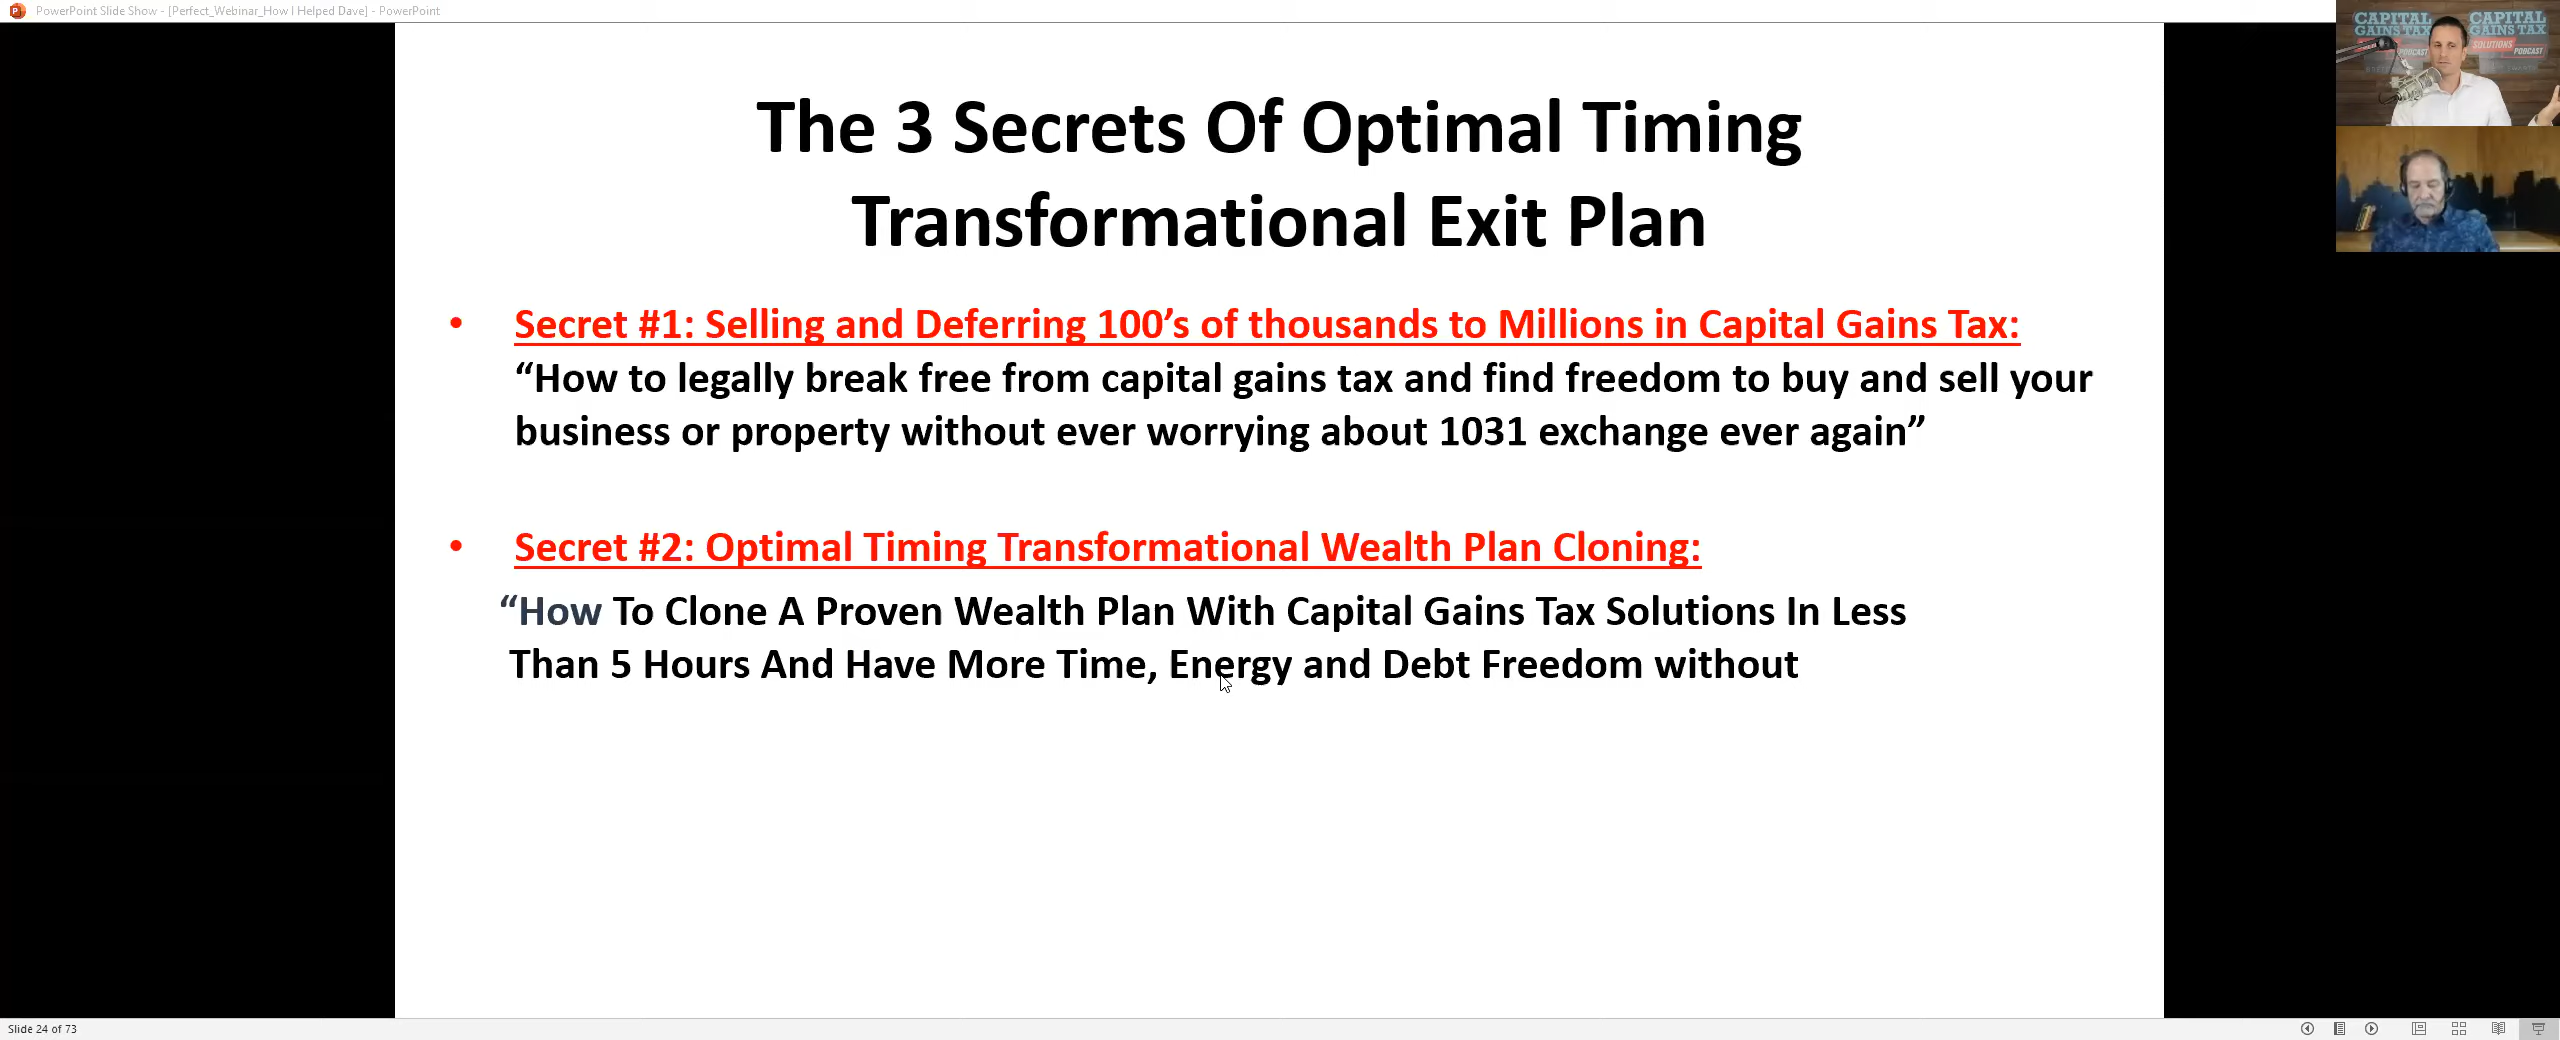 PowerPoint Slide Show - [Perfect_Webinar_How I Helped Dave] - PowerPoint
CAPITAL GAINS TAX
PODCAST
CAPITAL GAINS TAX
SOLUTIONS
PODCAST
The 3 Secrets Of Optimal Timing
Transformational Exit Plan
• Secret #1: Selling and Deferring 100’s of thousands to Millions in Capital Gains Tax:
“How to legally break free from capital gains tax and find freedom to buy and sell your
business or property without ever worrying about 1031 exchange ever again”
• Secret #2: Optimal Timing Transformational Wealth Plan Cloning:
“How To Clone A Proven Wealth Plan With Capital Gains Tax Solutions In Less
Than 5 Hours And Have More Time, Energy and Debt Freedom without
Slide 24 of 73